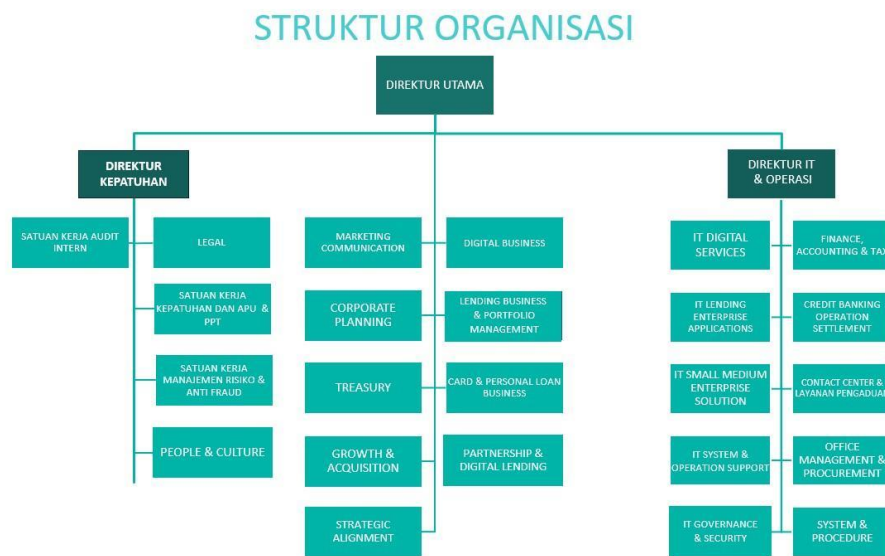 STRUKTUR ORGANISASI
DIREKTUR UTAMA
DIREKTUR
KEPATUHAN
DIREKTUR IT
& OPERASI
SATUAN KERJA AUDIT
INTERN
LEGAL
SATUAN KERJA
KEPATUHAN DAN APU &
PPT
SATUAN KERJA
MANAJEMEN RISIKO &
ANTI FRAUD
PEOPLE & CULTURE
MARKETING
COMMUNICATION
DIGITAL BUSINESS
CORPORATE
PLANNING
LENDING BUSINESS
& PORTFOLIO
MANAGEMENT
TREASURY
CARD & PERSONAL LOAN
BUSINESS
GROWTH &
ACQUISITION
PARTNERSHIP &
DIGITAL LENDING
STRATEGIC
ALIGNMENT
IT DIGITAL
SERVICES
FINANCE,
ACCOUNTING & TAX
IT LENDING
ENTERPRISE
APPLICATIONS
CREDIT BANKING
OPERATION
SETTLEMENT
IT SMALL MEDIUM
ENTERPRISE
SOLUTION
CONTACT CENTER &
LAYANAN PENGADUAN
IT SYSTEM &
OPERATION SUPPORT
OFFICE
MANAGEMENT &
PROCUREMENT
IT GOVERNANCE
& SECURITY
SYSTEM &
PROCEDURE